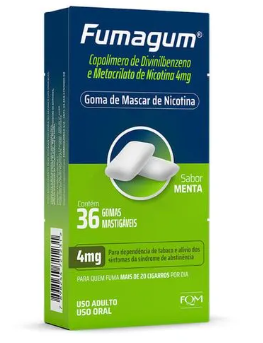 Fumagum®
Copolímero de Divinilbenzeno
e Metacrilato de Nicotina 4mg
Goma de Mascar de Nicotina
Sabor
MENTA
Contém
36 GOMAS
MASTIGÁVEIS
4mg
Para dependência do tabaco e alívio dos
sintomas da síndrome de abstinência
PARA QUEM FUMA MAIS DE 20 CIGARROS POR DIA
USO ADULTO
USO ORAL
FQM